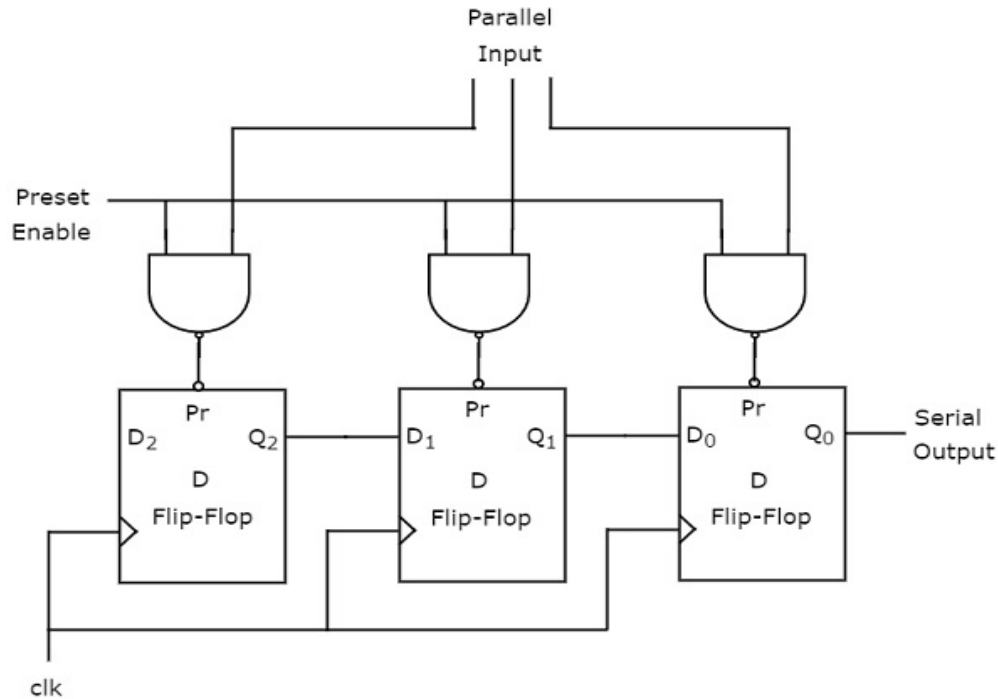 Parallel
Input
Preset
Enable
Pr
Pr
Pr
D₂
Q₂
D₁
Q₁
D₀
Q₀
Serial
Output
D
Flip-Flop
D
Flip-Flop
D
Flip-Flop
clk